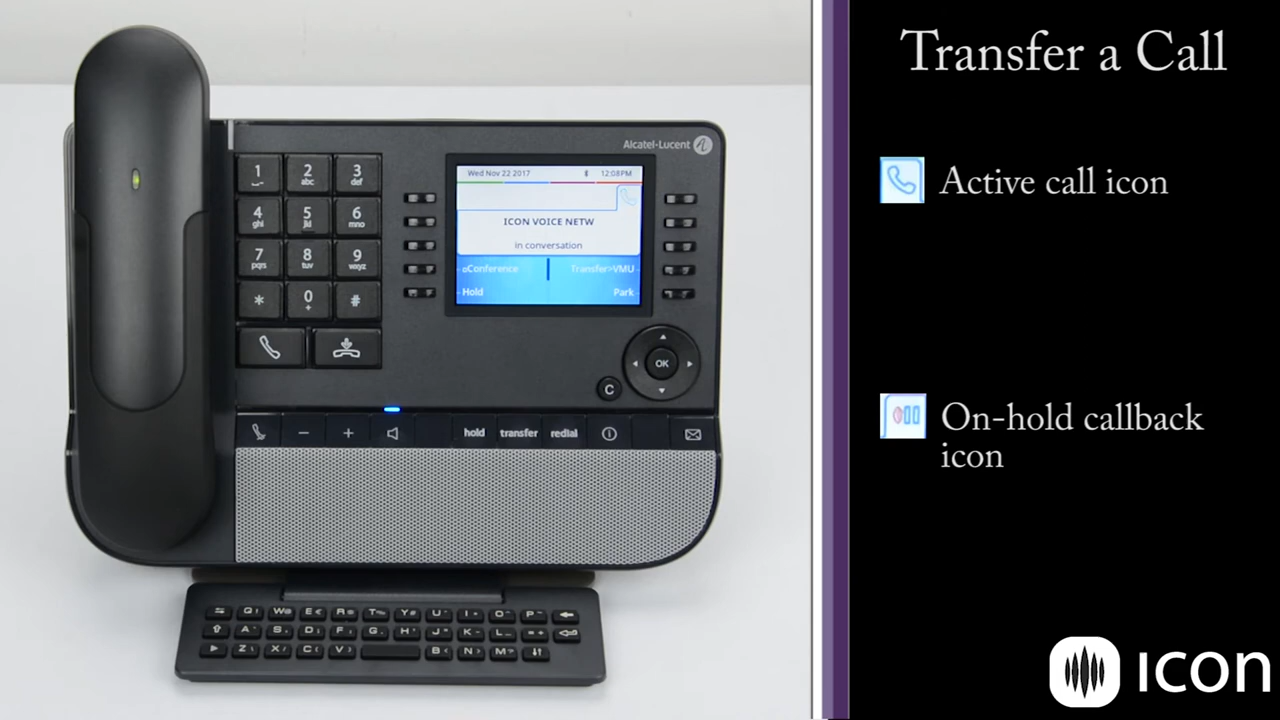 Transfer a Call
Active call icon
On-hold callback
icon
icon
Alcatel-Lucent
Wed Nov 22 2017 12:08PM
ICON VOICE NETW
in conversation
Conference Transfer>VMU
Hold Park
1 2 abc 3 def
4 ghi 5 jkl 6 mno
7 pqrs 8 tuv 9 wxyz
* 0 + #
OK
C
- + hold transfer redial i
Q W E R T Y U I O P
A S D F G H J K L
Z X C V B N M